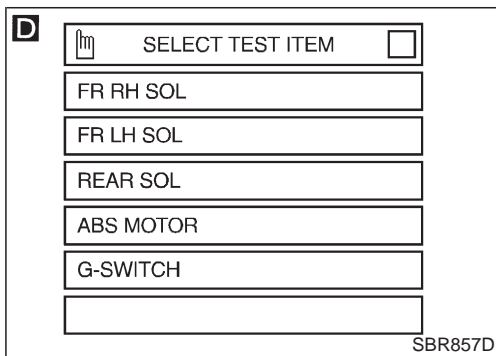 D
SELECT TEST ITEM
FR RH SOL
FR LH SOL
REAR SOL
ABS MOTOR
G-SWITCH
SBR857D